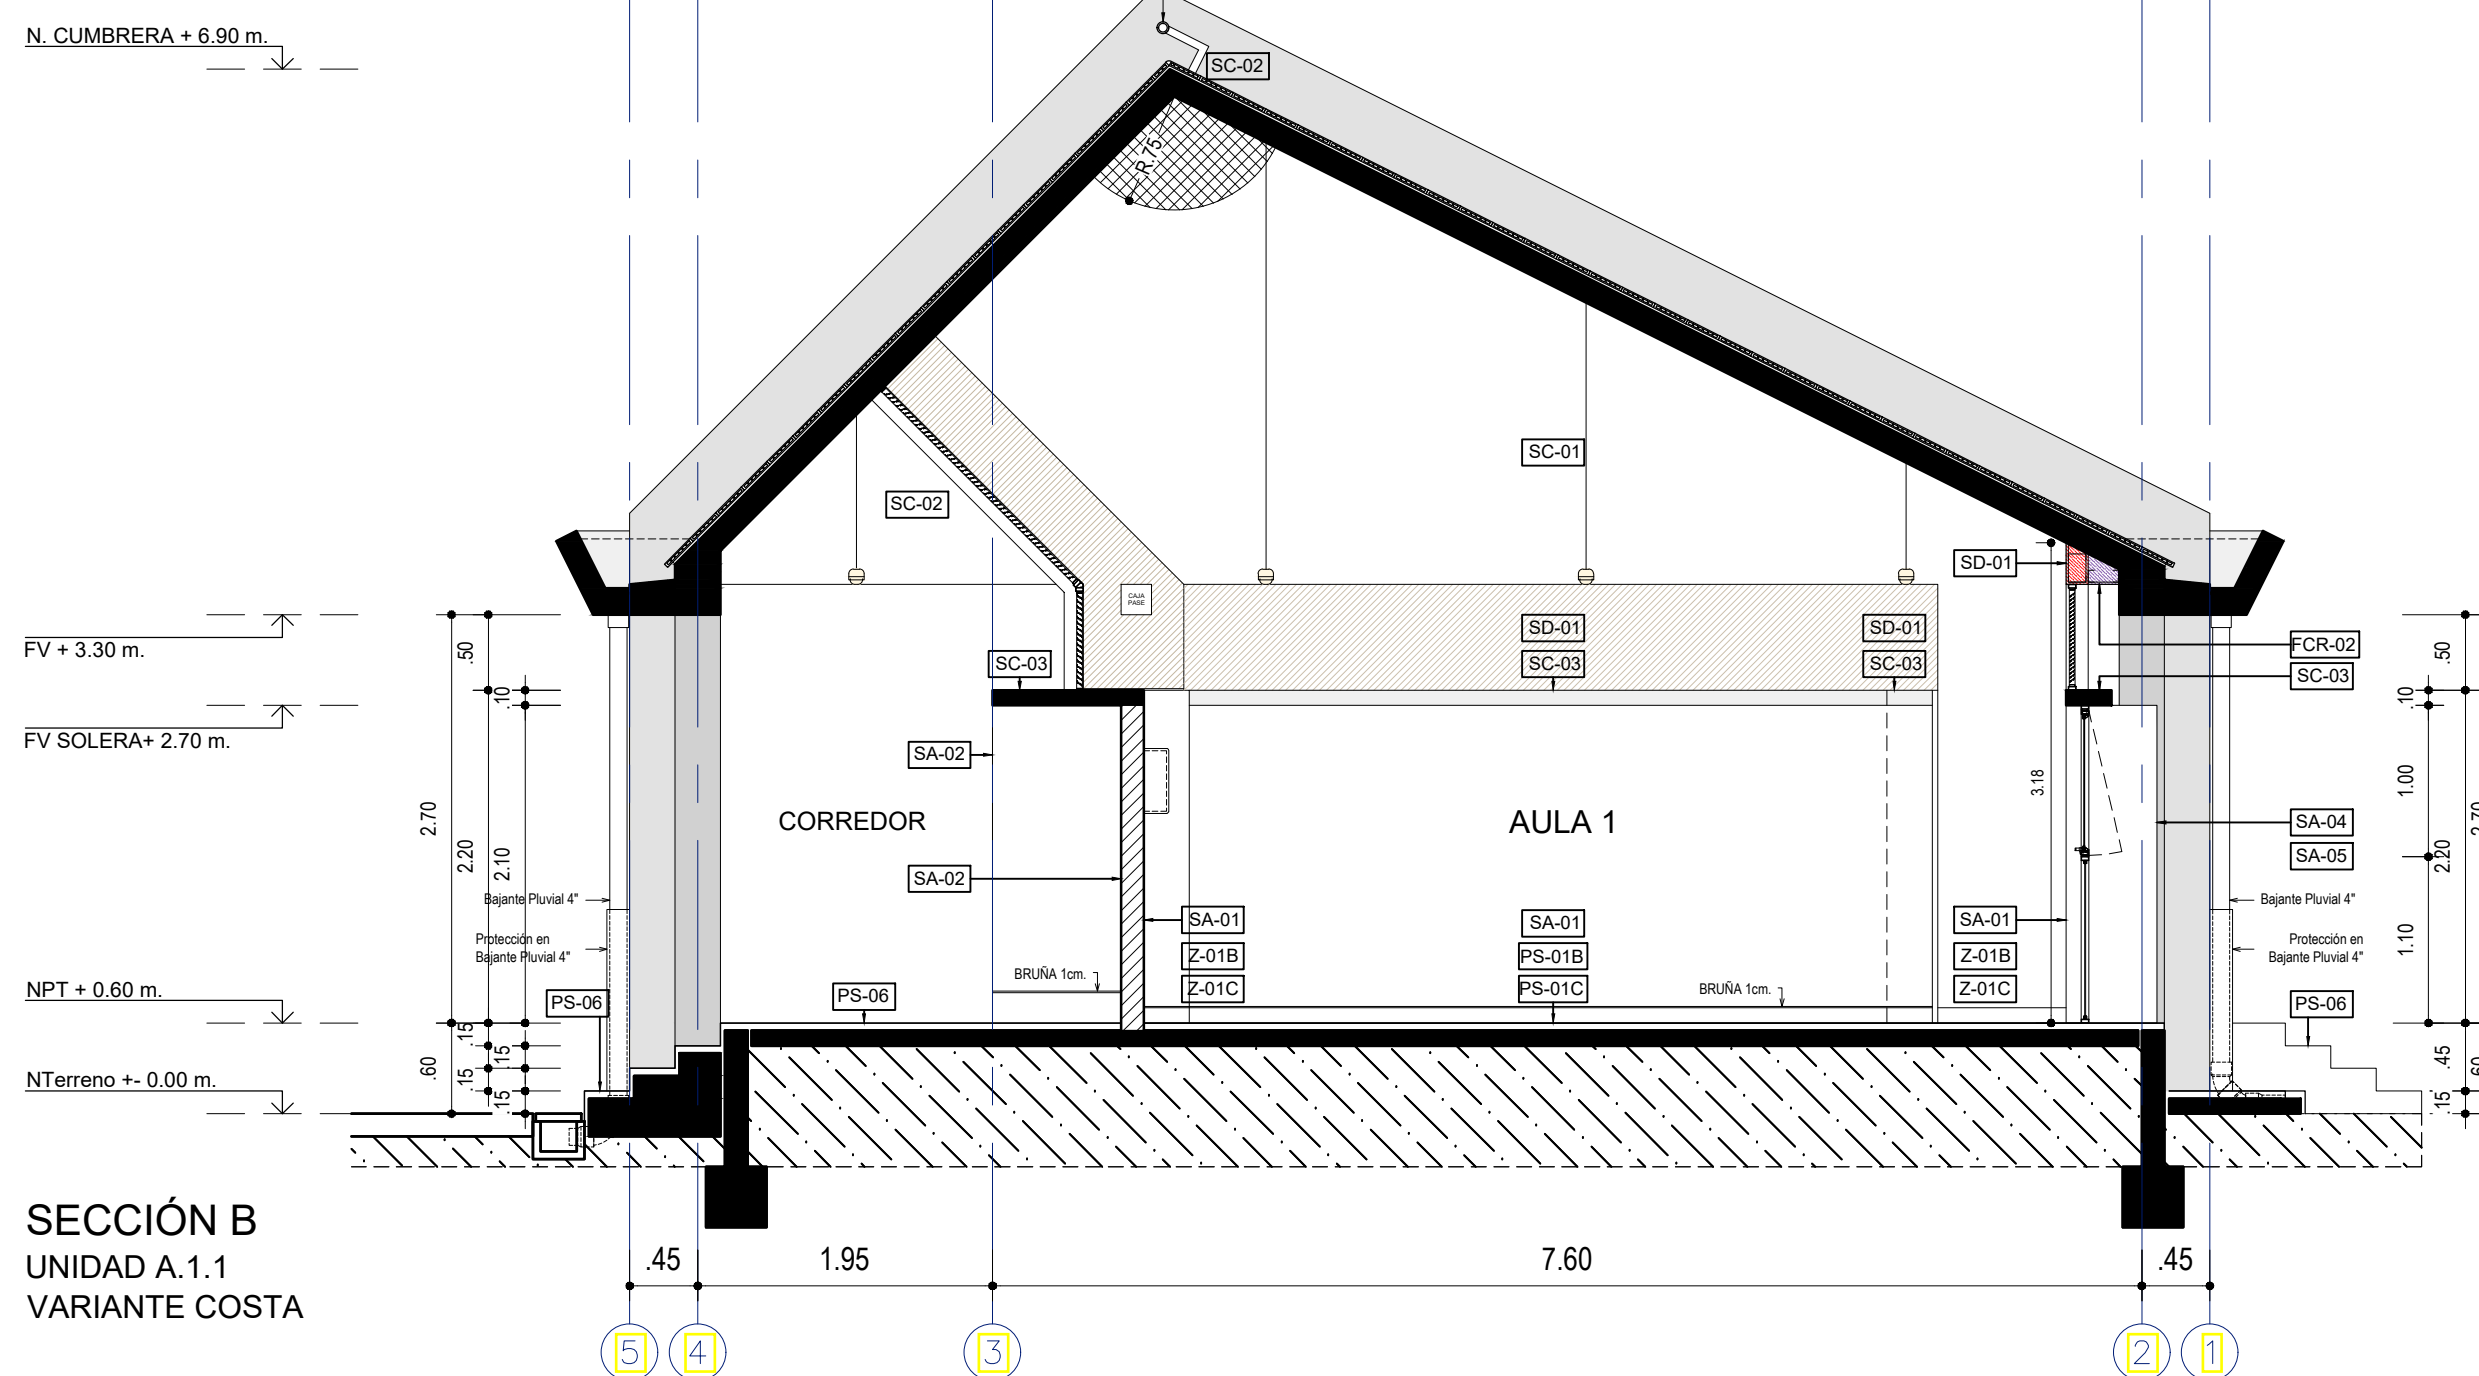 N. CUMBRERA + 6.90 m.
SC-02
R.75
SC-01
SC-02
SD-01
CAJA
PASE
FV + 3.30 m.
.50
SD-01
SD-01
FCR-02
.50
SC-03
SC-03
SC-03
SC-03
.10
.10
FV SOLERA+ 2.70 m.
SA-02
3.18
1.00
2.70
CORREDOR
AULA 1
SA-04
2.70
2.20
2.10
SA-05
2.20
SA-02
Bajante Pluvial 4"
Bajante Pluvial 4"
SA-01
SA-01
SA-01
Protección en
Bajante Pluvial 4"
Protección en
Bajante Pluvial 4"
1.10
Z-01B
PS-01B
Z-01B
BRUÑA 1cm.
Z-01C
PS-01C
BRUÑA 1cm.
Z-01C
NPT + 0.60 m.
PS-06
PS-06
PS-06
.15
.15
.60
.15
.15
.45
.60
.15
NTerreno +- 0.00 m.
SECCIÓN B
UNIDAD A.1.1
VARIANTE COSTA
.45
1.95
7.60
.45
5
4
3
2
1